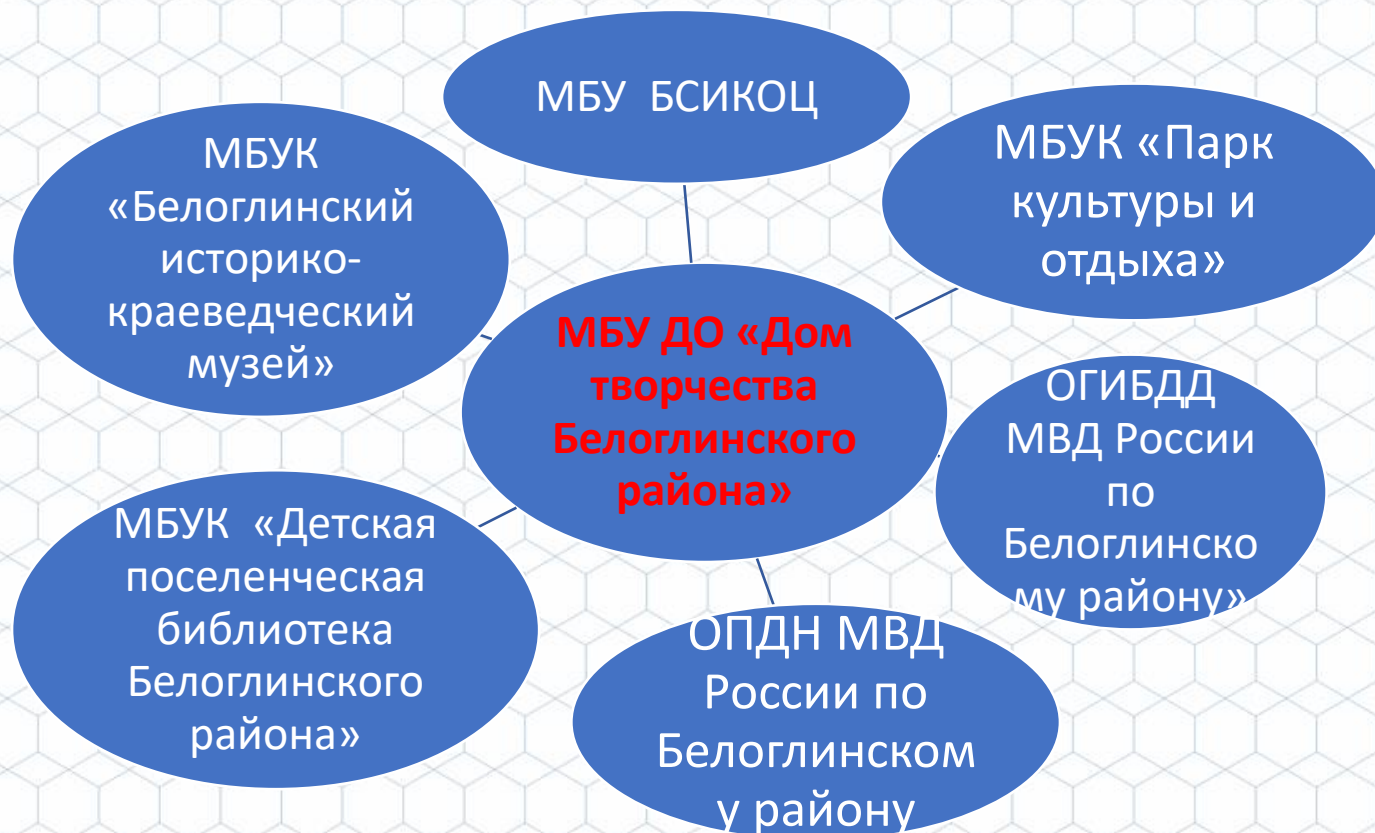 МБУ БСИКОЦ
МБУК
«Белоглинский
историко-
краеведческий
музей»
МБУК «Парк
культуры и
отдыха»
МБУ ДО «Дом
творчества
Белоглинского
района»
ОГИБДД
МВД России
по
Белоглинско
му району»
МБУК «Детская
поселенческая
библиотека
Белоглинского
района»
ОПДН МВД
России по
Белоглинском
у району